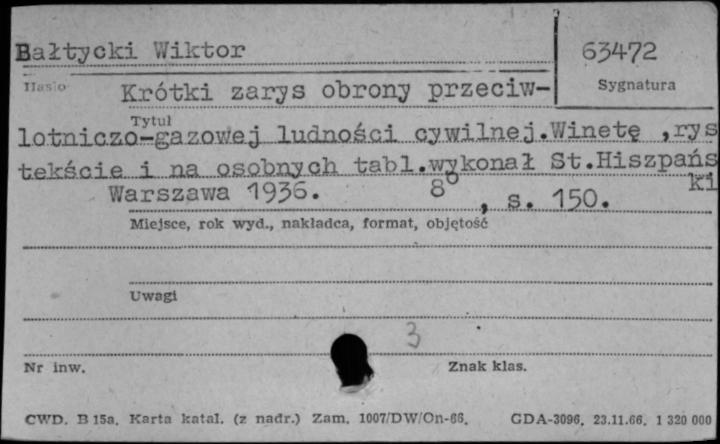 Bałtycki Wiktor
63472
Hasło
Sygnatura
Krótki zarys obrony przeciw-
Tytuł
lotniczo-gazowej ludności cywilnej.Winetę ,rys
tekście i na osobnych tabl.wykonał St.Hiszpańs
ki
Warszawa 1936. 8⁰ , s. 150.
Miejsce, rok wyd., nakładca, format, objętość
Uwagi
3
Nr inw.
Znak klas.
CWD. B 15a. Karta katal. (z nadr.) Zam. 1007/DW/On-66. GDA-3096. 23.11.66. 1 320 000